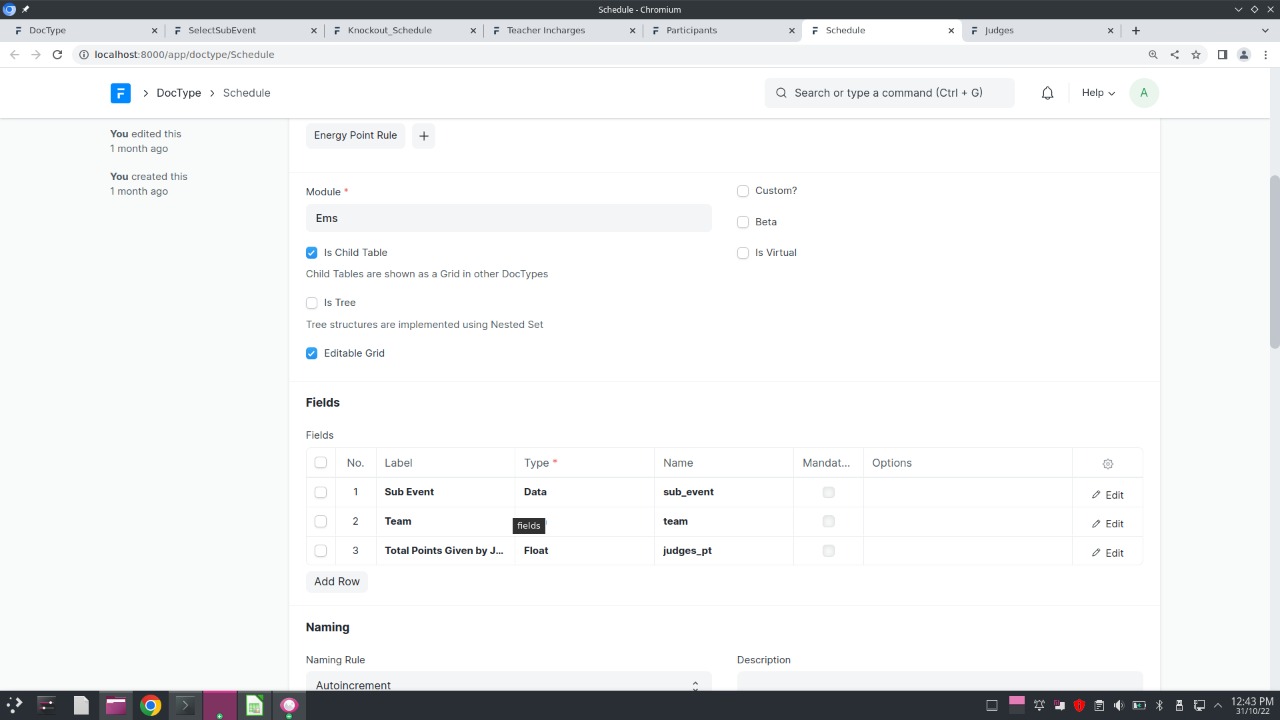 Schedule - Chromium
DocType
SelectSubEvent
Knockout_Schedule
Teacher Incharges
Participants
Schedule
Judges
localhost:8000/app/doctype/Schedule
DocType
Schedule
Search or type a command (Ctrl + G)
Help
A
You edited this
1 month ago
You created this
1 month ago
Energy Point Rule
Module *
Ems
Is Child Table
Child Tables are shown as a Grid in other DocTypes
Is Tree
Tree structures are implemented using Nested Set
Editable Grid
Custom?
Beta
Is Virtual
Fields
Fields
No. Label Type * Name Mandat... Options
1 Sub Event Data sub_event Edit
2 Team team Edit
fields
3 Total Points Given by J... Float judges_pt Edit
Add Row
Naming
Naming Rule
Description
Autoincrement
12:43 PM
31/10/22